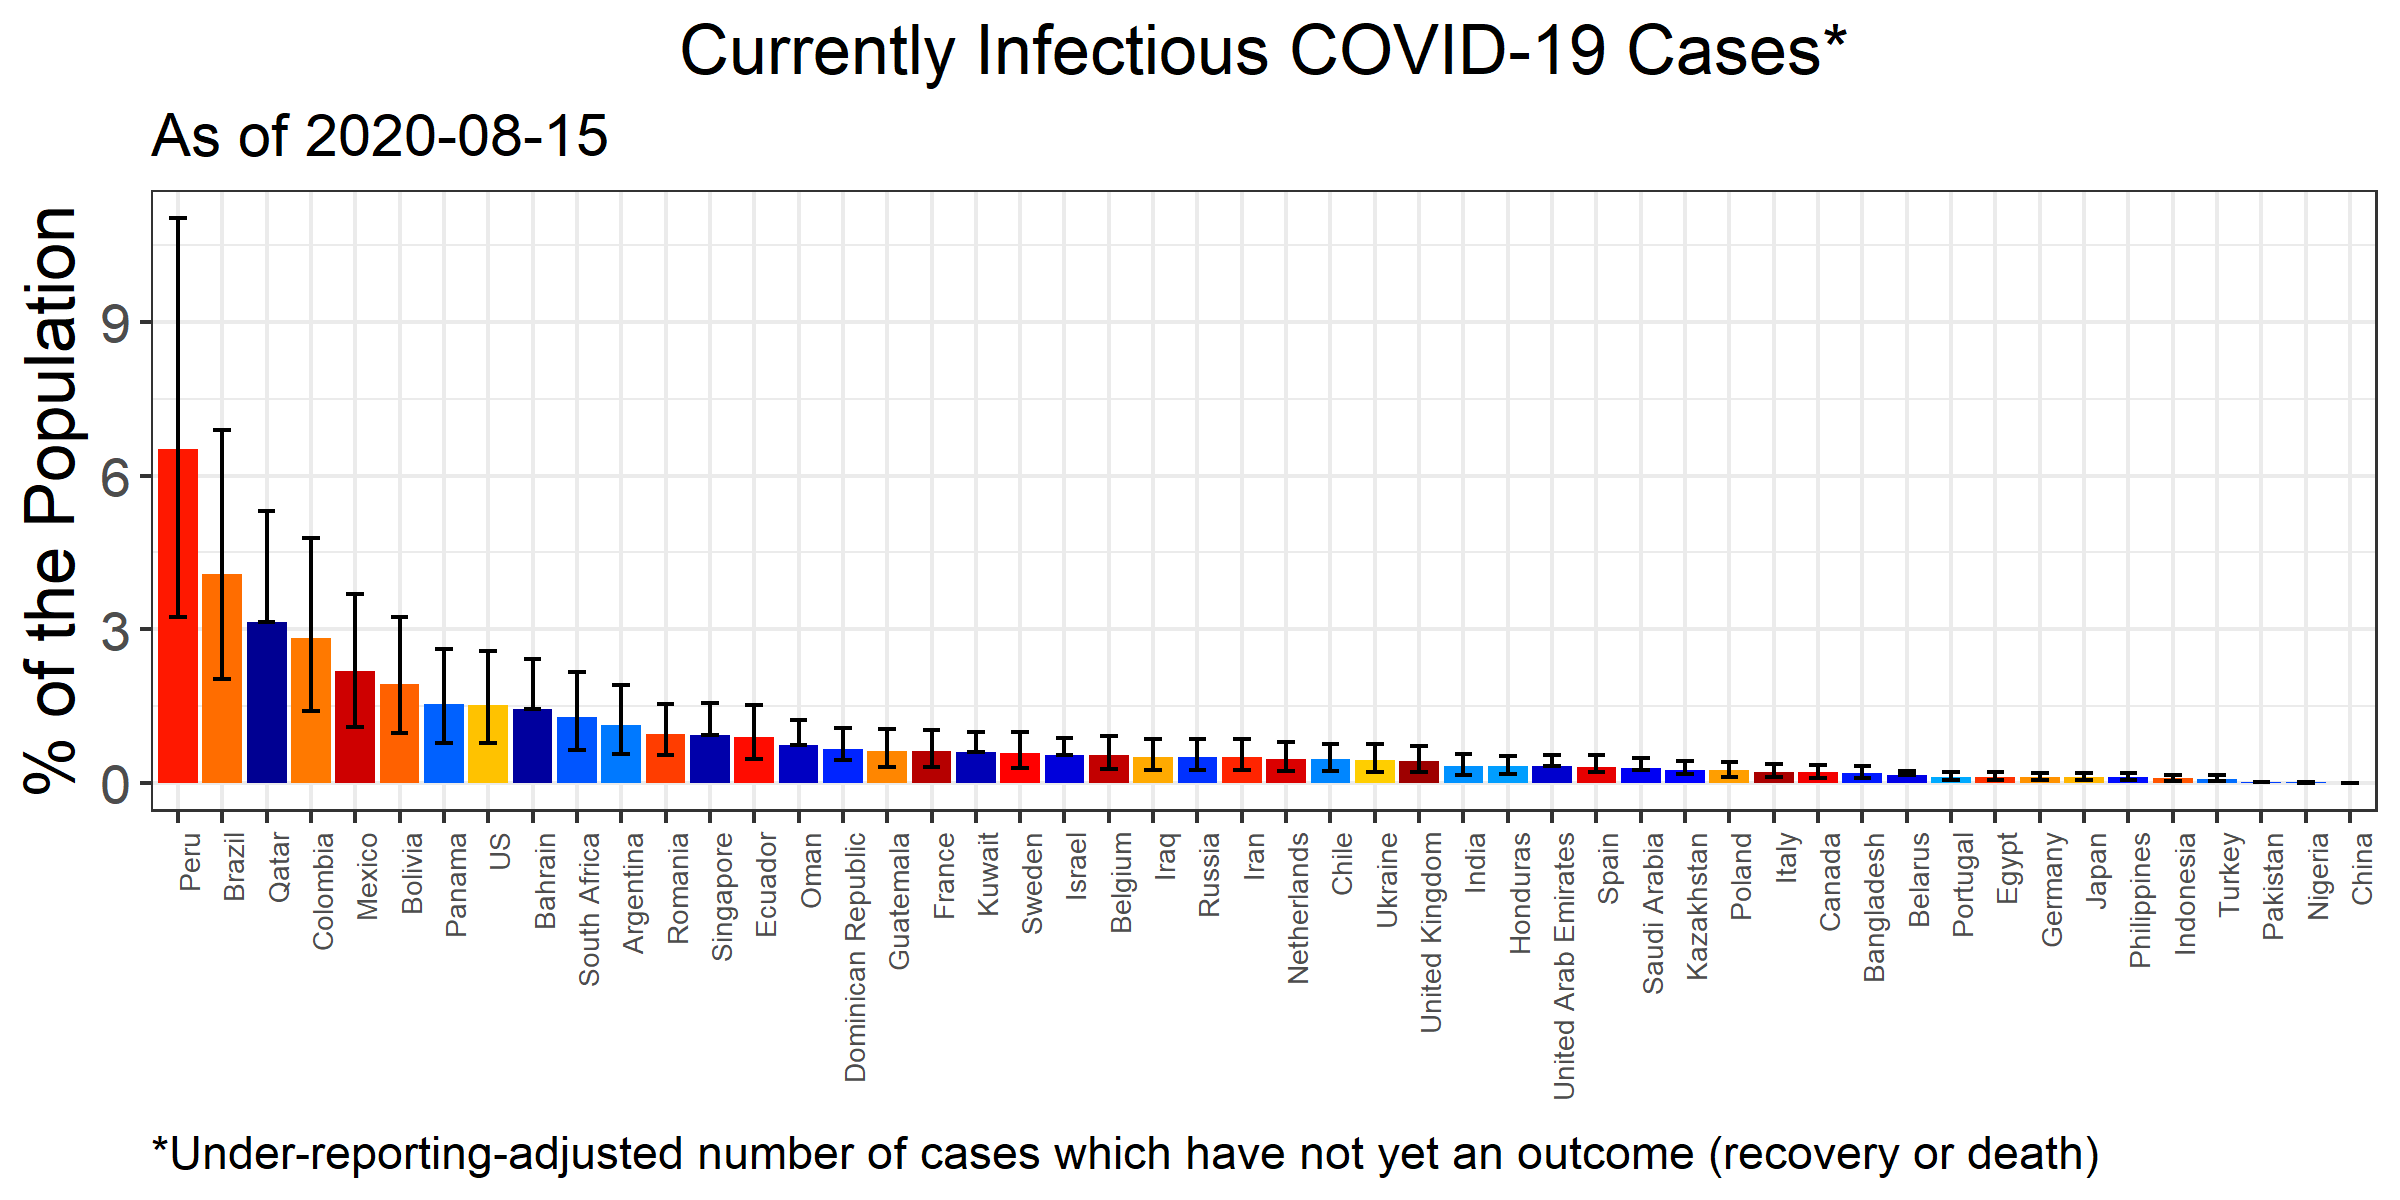 Currently Infectious COVID-19 Cases*
As of 2020-08-15
% of the Population
9
6
3
0
Peru
Brazil
Qatar
Colombia
Mexico
Bolivia
Panama
US
Bahrain
South Africa
Argentina
Romania
Singapore
Ecuador
Oman
Dominican Republic
Guatemala
France
Kuwait
Sweden
Israel
Belgium
Iraq
Russia
Iran
Netherlands
Chile
Ukraine
United Kingdom
India
Honduras
United Arab Emirates
Spain
Saudi Arabia
Kazakhstan
Poland
Italy
Canada
Bangladesh
Belarus
Portugal
Egypt
Germany
Japan
Philippines
Indonesia
Turkey
Pakistan
Nigeria
China
*Under-reporting-adjusted number of cases which have not yet an outcome (recovery or death)